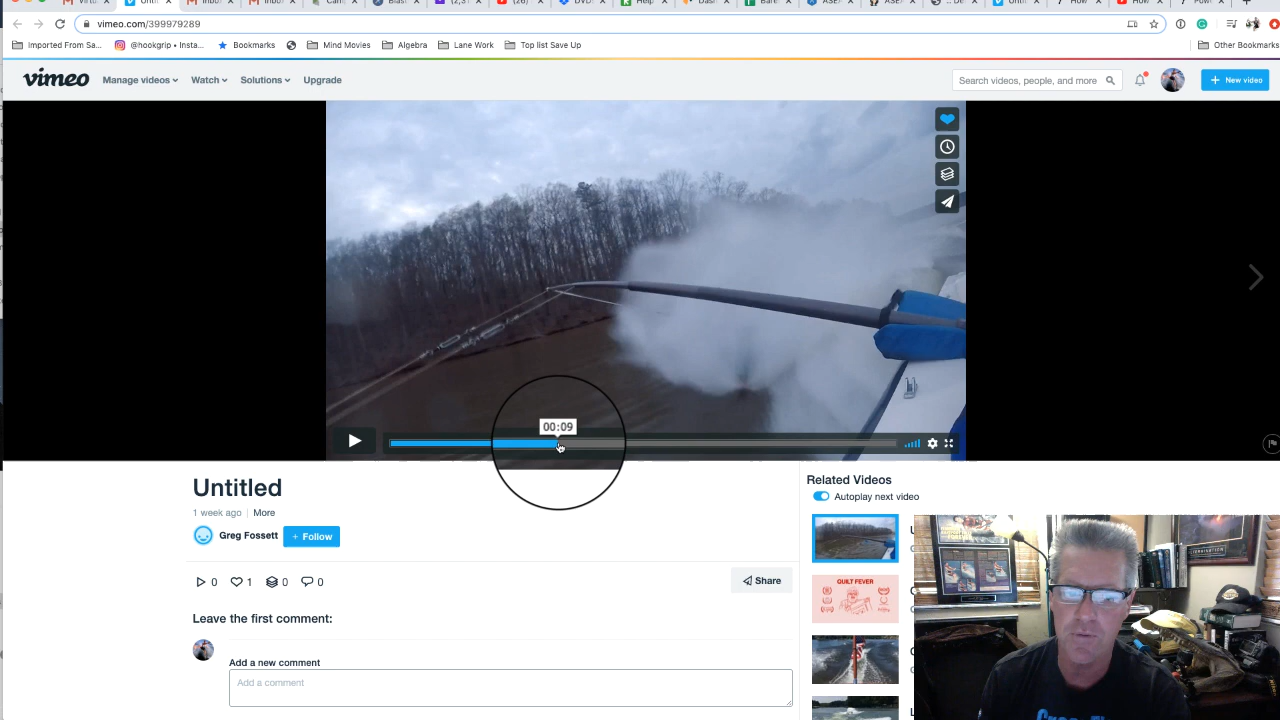 vimeo.com/399979289
Imported From Sa...
@hookgrip • Insta...
Bookmarks
Mind Movies
Algebra
Lane Work
Top list Save Up
Other Bookmarks
vimeo
Manage videos
Watch
Solutions
Upgrade
Search videos, people, and more
+ New video
00:09
Untitled
1 week ago
More
Greg Fossett
+ Follow
0
1
0
0
Share
Leave the first comment:
Add a new comment
Add a comment
Related Videos
Autoplay next video
QUILT FEVER